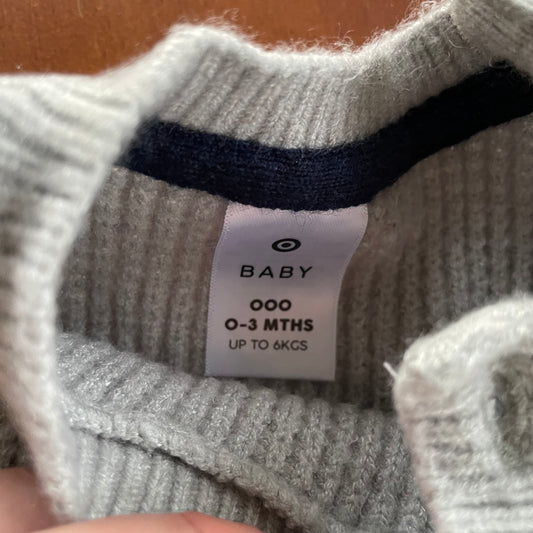 BABY
000
0-3 MTHS
UP TO 6KGS